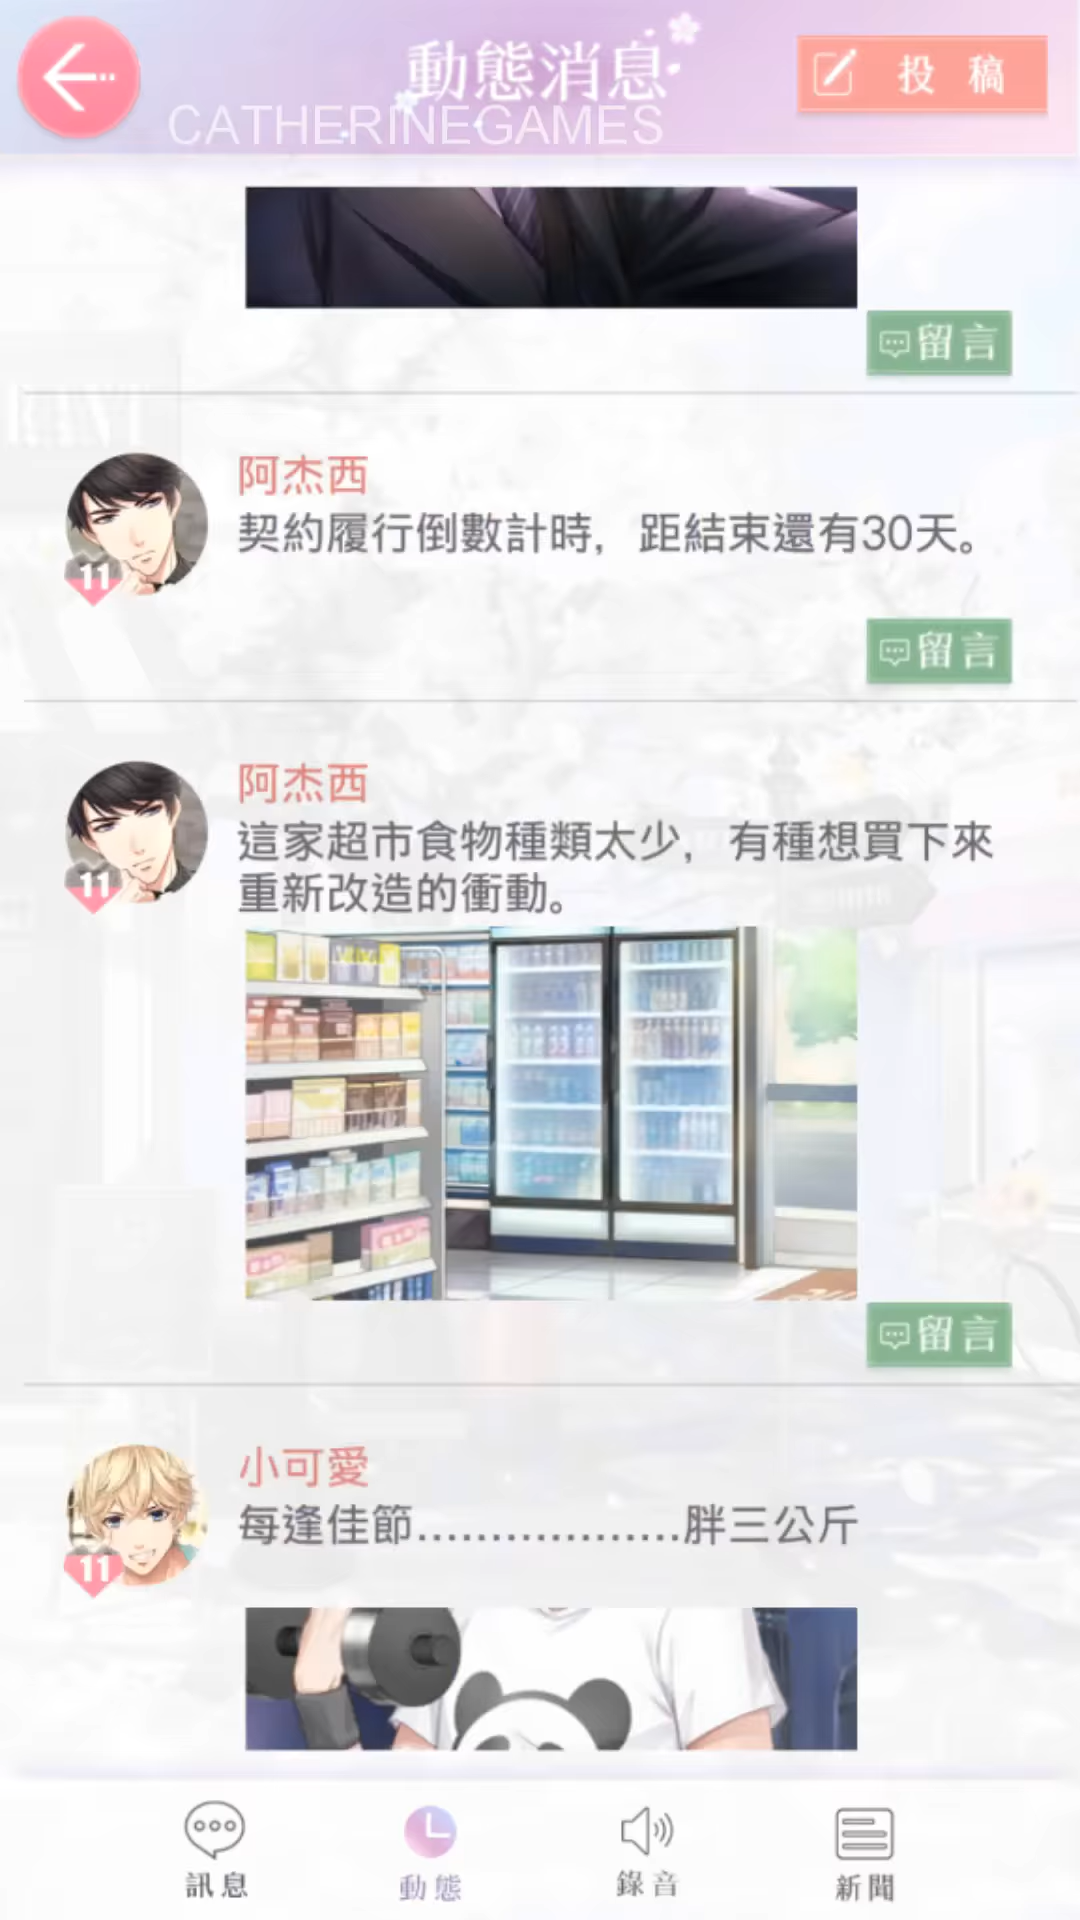 動態消息
CATHERINEGAMES
投稿
留言
阿杰西
11
契約履行倒數計時，距結束還有30天。
留言
阿杰西
11
這家超市食物種類太少，有種想買下來
重新改造的衝動。
留言
小可愛
11
每逢佳節..................胖三公斤
訊息
動態
錄音
新聞